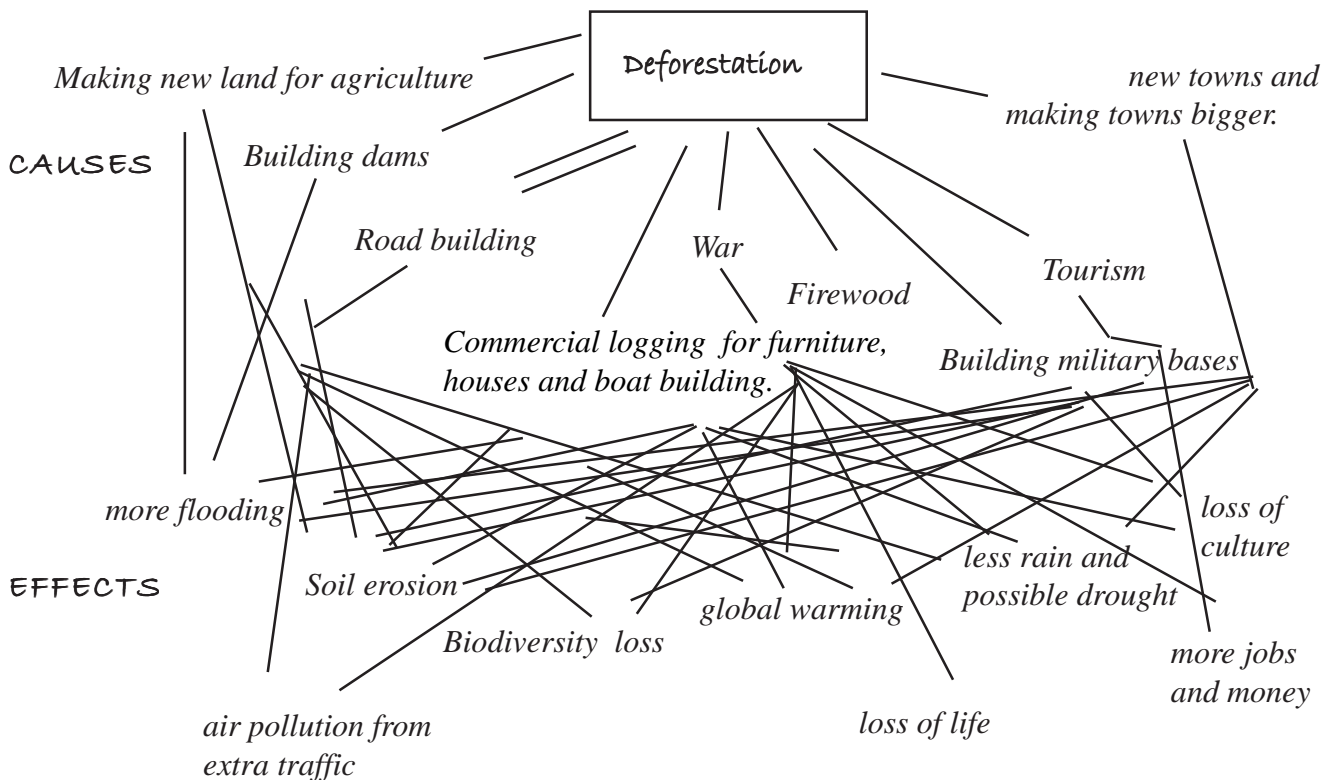 Deforestation
Making new land for agriculture
new towns and
making towns bigger.
CAUSES
Building dams
Road building
War
Firewood
Tourism
Commercial logging for furniture,
houses and boat building.
Building military bases
more flooding
loss of
culture
EFFECTS
Soil erosion
less rain and
possible drought
global warming
Biodiversity loss
more jobs
and money
air pollution from
extra traffic
loss of life